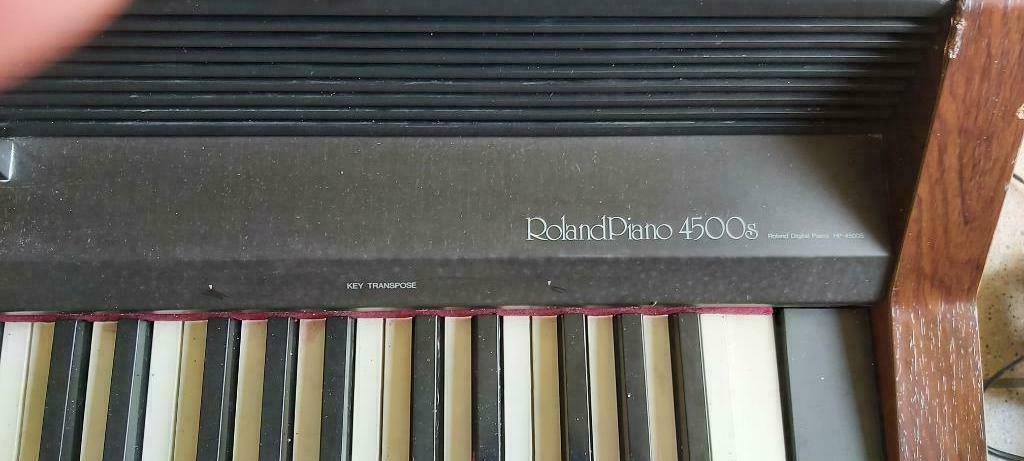 RolandPiano 4500s
Roland Digital Piano HP-4500S
KEY TRANSPOSE